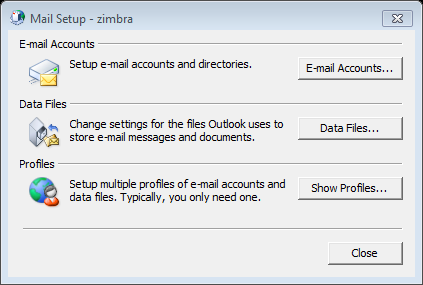 Mail Setup - zimbra
E-mail Accounts
Setup e-mail accounts and directories.
E-mail Accounts...
Data Files
Change settings for the files Outlook uses to
store e-mail messages and documents.
Data Files...
Profiles
Setup multiple profiles of e-mail accounts and
data files. Typically, you only need one.
Show Profiles...
Close